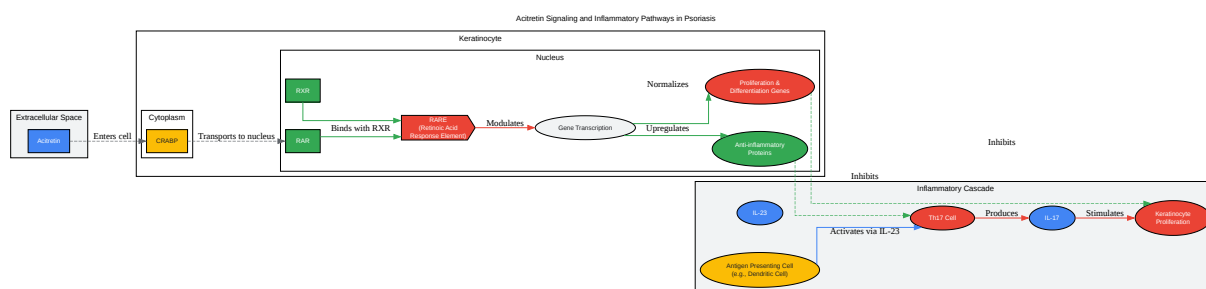 Acitretin Signaling and Inflammatory Pathways in Psoriasis
Keratinocyte
Nucleus
Extracellular Space
Acitretin
Enters cell
Cytoplasm
CRABP
Transports to nucleus
RXR
RAR
Binds with RXR
RARE
(Retinoic Acid
Response Element)
Modulates
Gene Transcription
Normalizes
Upregulates
Proliferation &
Differentiation Genes
Anti-inflammatory
Proteins
Inhibits
Inhibits
Inflammatory Cascade
IL-23
Activates via IL-23
Antigen Presenting Cell
(e.g., Dendritic Cell)
Th17 Cell
Produces
IL-17
Stimulates
Keratinocyte
Proliferation